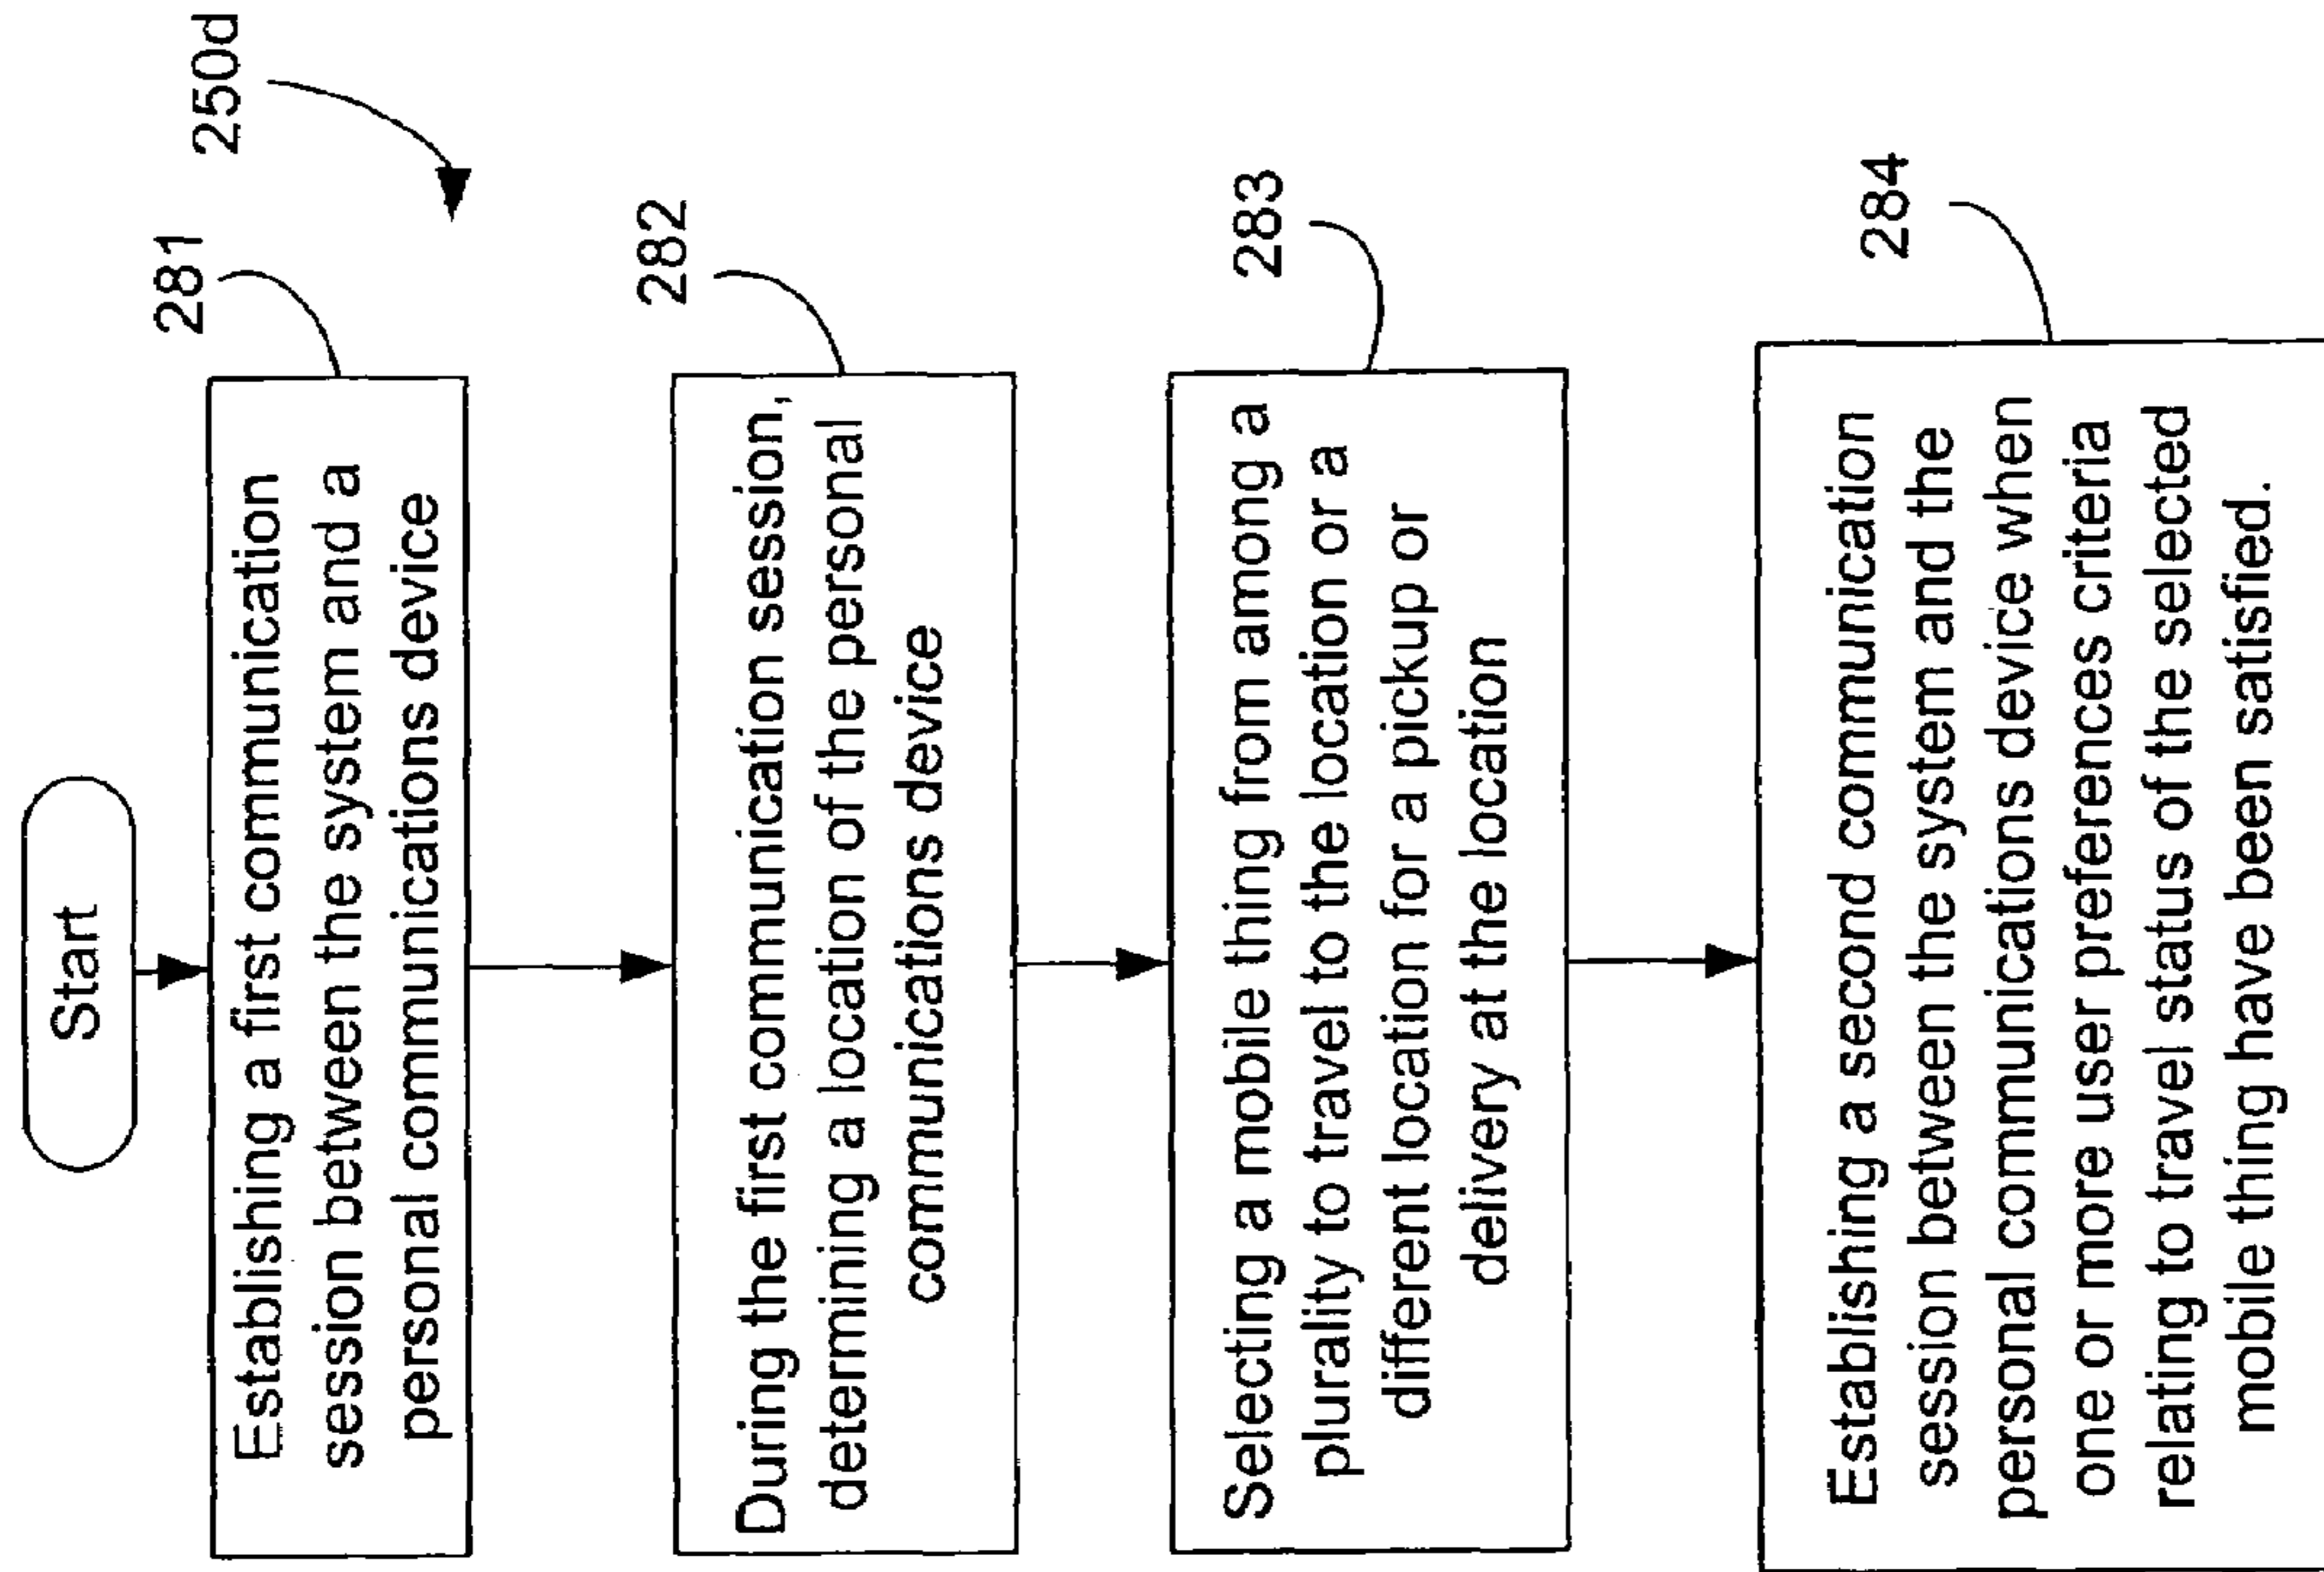 Start
250d
281
Establishing a first communication
session between the system and a
personal communications device
282
During the first communication session,
determining a location of the personal
communications device
283
Selecting a mobile thing from among a
plurality to travel to the location or a
different location for a pickup or
delivery at the location
284
Establishing a second communication
session between the system and the
personal communications device when
one or more user preferences criteria
relating to travel status of the selected
mobile thing have been satisfied.